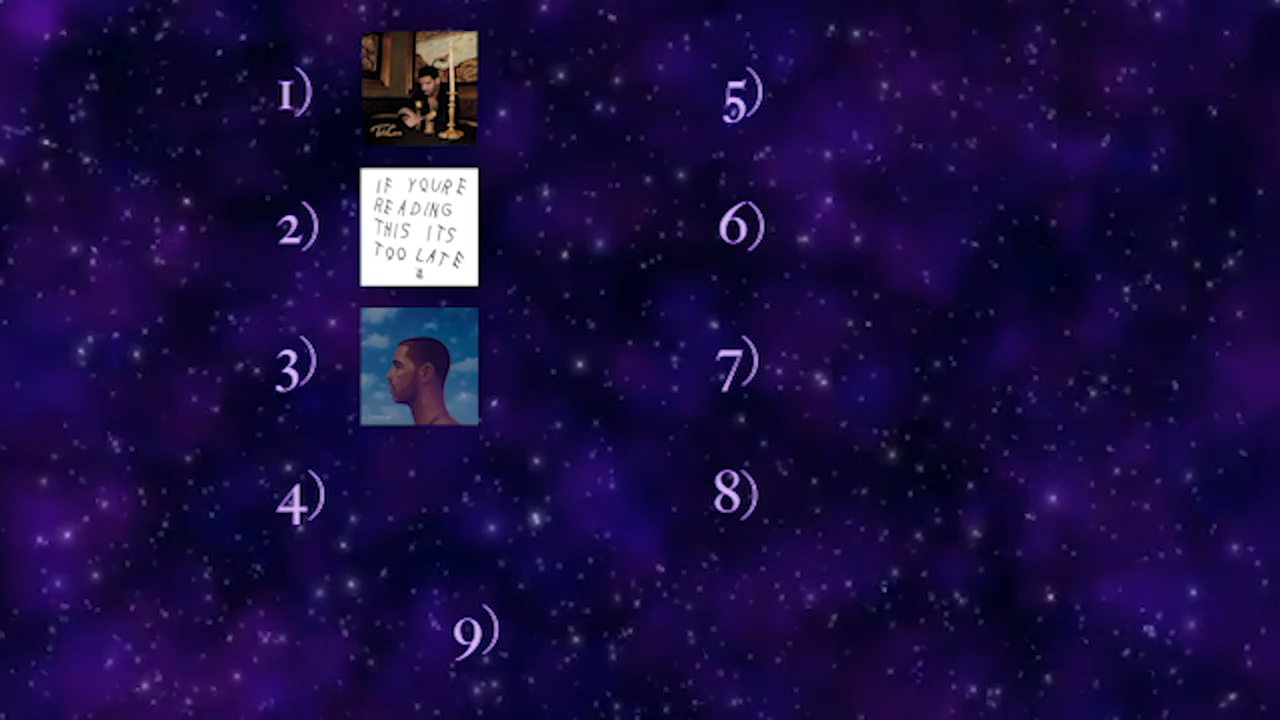 1)
2)
IF YOURE
READING
THIS ITS
TOO LATE
3)
4)
5)
6)
7)
8)
9)